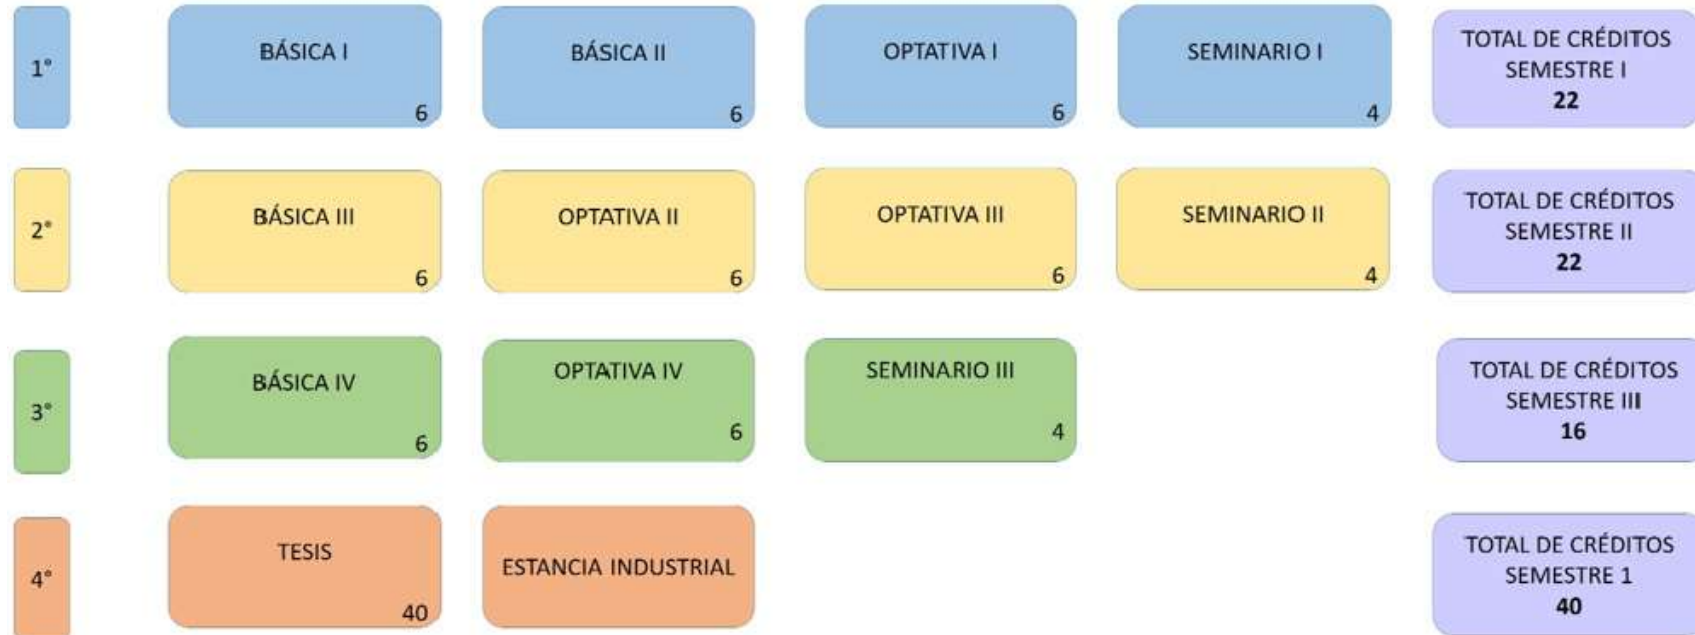 1°
BÁSICA I
6
BÁSICA II
6
OPTATIVA I
6
SEMINARIO I
4
TOTAL DE CRÉDITOS
SEMESTRE I
22
2°
BÁSICA III
6
OPTATIVA II
6
OPTATIVA III
6
SEMINARIO II
4
TOTAL DE CRÉDITOS
SEMESTRE II
22
3°
BÁSICA IV
6
OPTATIVA IV
6
SEMINARIO III
4
TOTAL DE CRÉDITOS
SEMESTRE III
16
4°
TESIS
40
ESTANCIA INDUSTRIAL
TOTAL DE CRÉDITOS
SEMESTRE 1
40